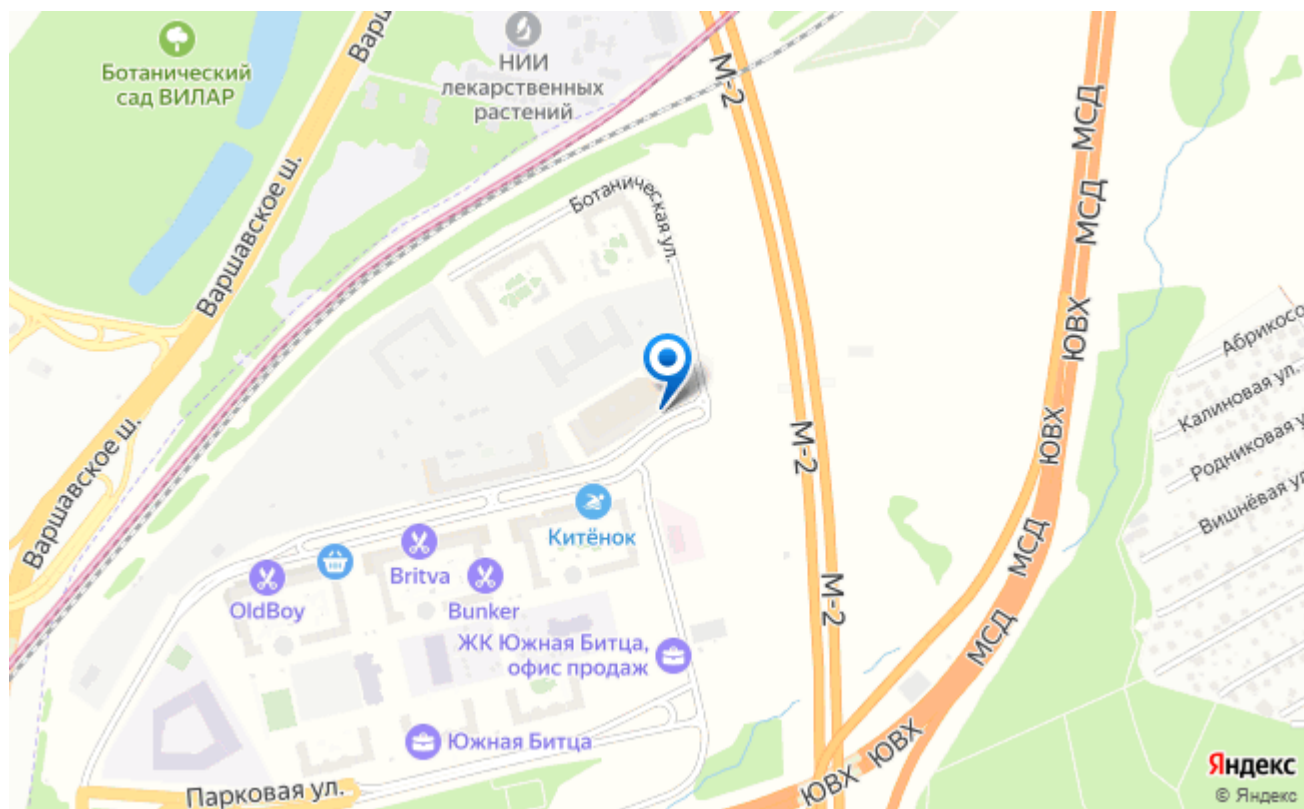 Ботанический
сад ВИЛАР
Вар
НИИ
лекарственных
растений
М-2
МСД
Ботаническая ул.
Варшавское ш.
МСД
Абрикосо
ЮВХ
Калиновая ул.
Родниковая у
М-2
Вишнёвая ул
Варшавское ш.
ЮВХ
Китёнок
МСД
Britva
OldBoy
Bunker
М-2
ЖК Южная Битца,
офис продаж
МСД
Южная Битца
ЮВХ
ЮВХ
Парковая ул.
Яндекс
© Яндекс